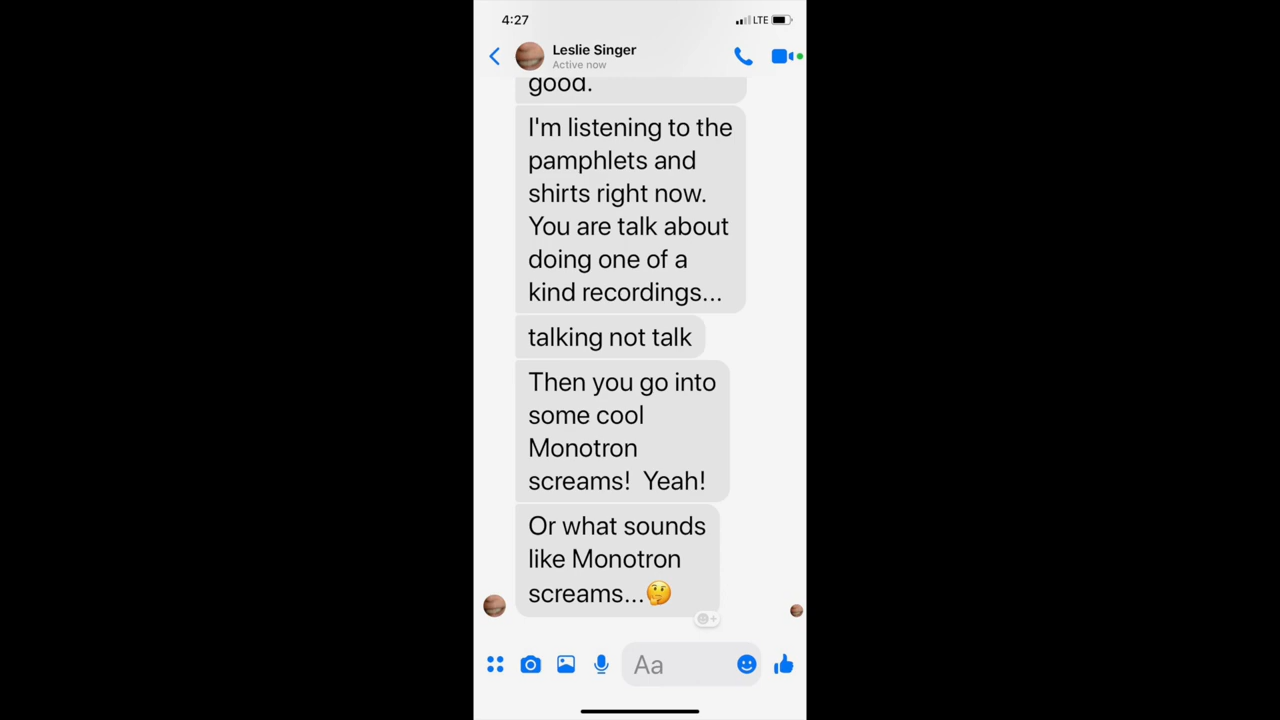 4:27
LTE
Leslie Singer
Active now
good.
I'm listening to the
pamphlets and
shirts right now.
You are talk about
doing one of a
kind recordings...
talking not talk
Then you go into
some cool
Monotron
screams!  Yeah!
Or what sounds
like Monotron
screams...🤔
Aa